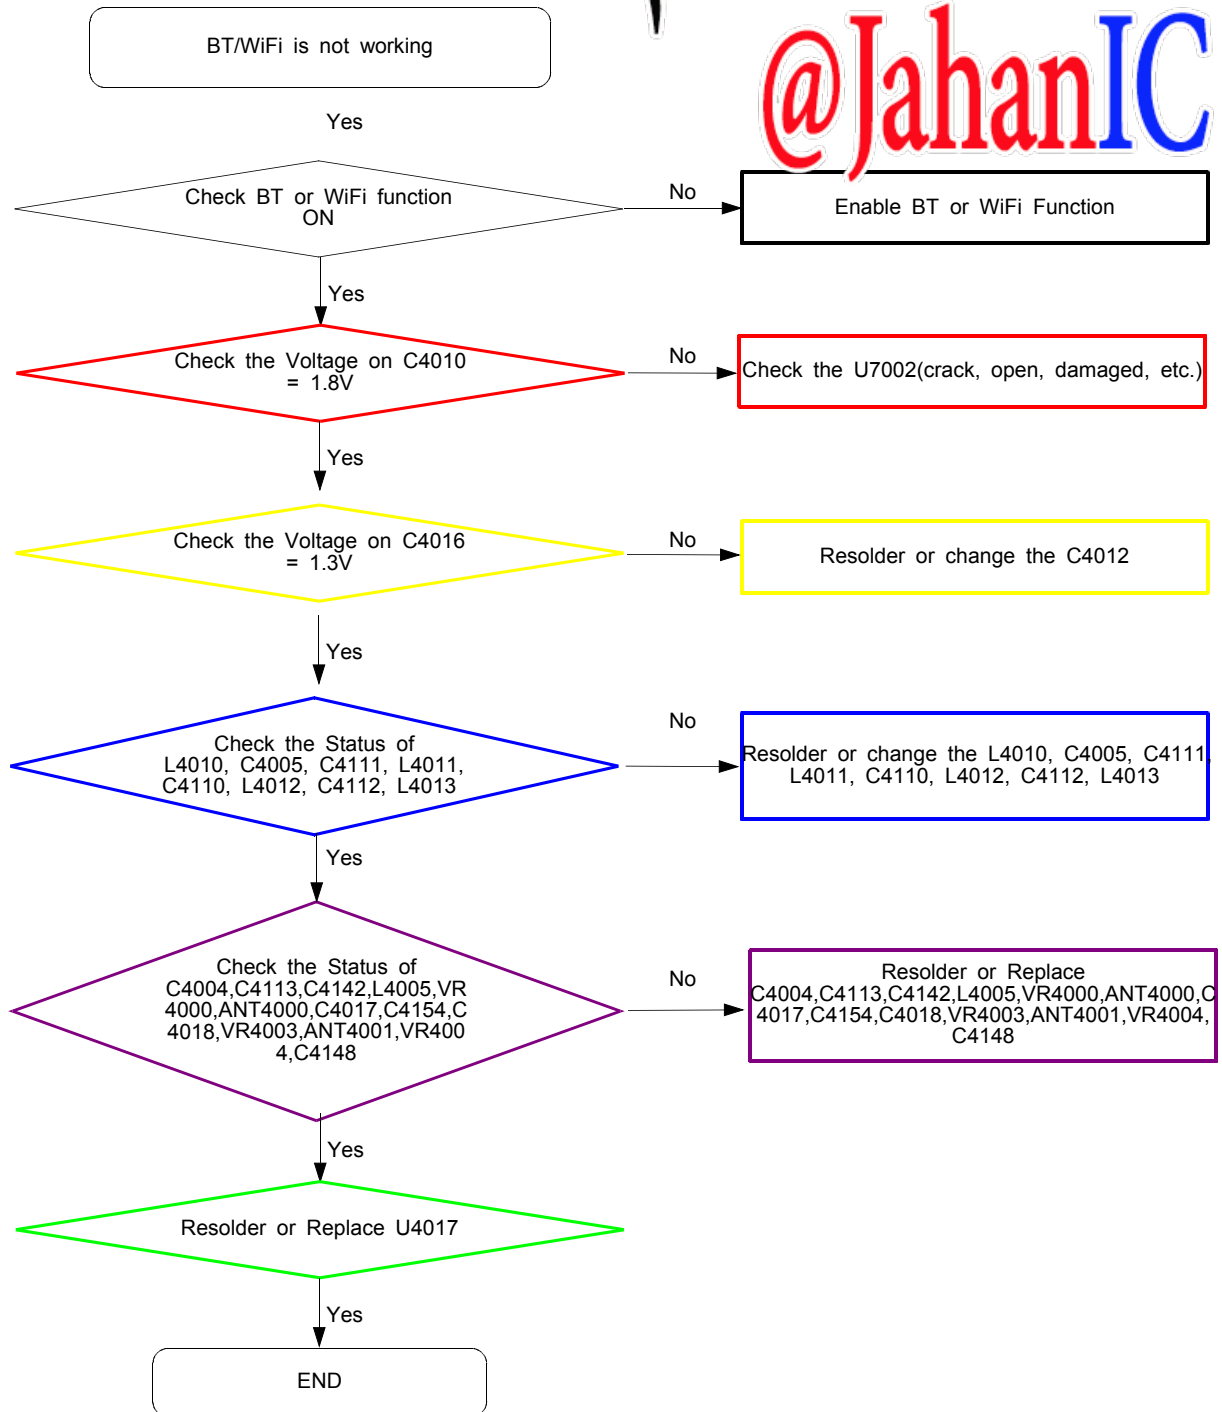 @JahanIC
BT/WiFi is not working
Yes
Check BT or WiFi function
ON
No
Enable BT or WiFi Function
Yes
Check the Voltage on C4010
= 1.8V
No
Check the U7002(crack, open, damaged, etc.)
Yes
Check the Voltage on C4016
= 1.3V
No
Resolder or change the C4012
Yes
Check the Status of
L4010, C4005, C4111, L4011,
C4110, L4012, C4112, L4013
No
Resolder or change the L4010, C4005, C4111,
L4011, C4110, L4012, C4112, L4013
Yes
Check the Status of
C4004,C4113,C4142,L4005,VR
4000,ANT4000,C4017,C4154,C
4018,VR4003,ANT4001,VR400
4,C4148
No
Resolder or Replace
C4004,C4113,C4142,L4005,VR4000,ANT4000,C
4017,C4154,C4018,VR4003,ANT4001,VR4004,
C4148
Yes
Resolder or Replace U4017
Yes
END